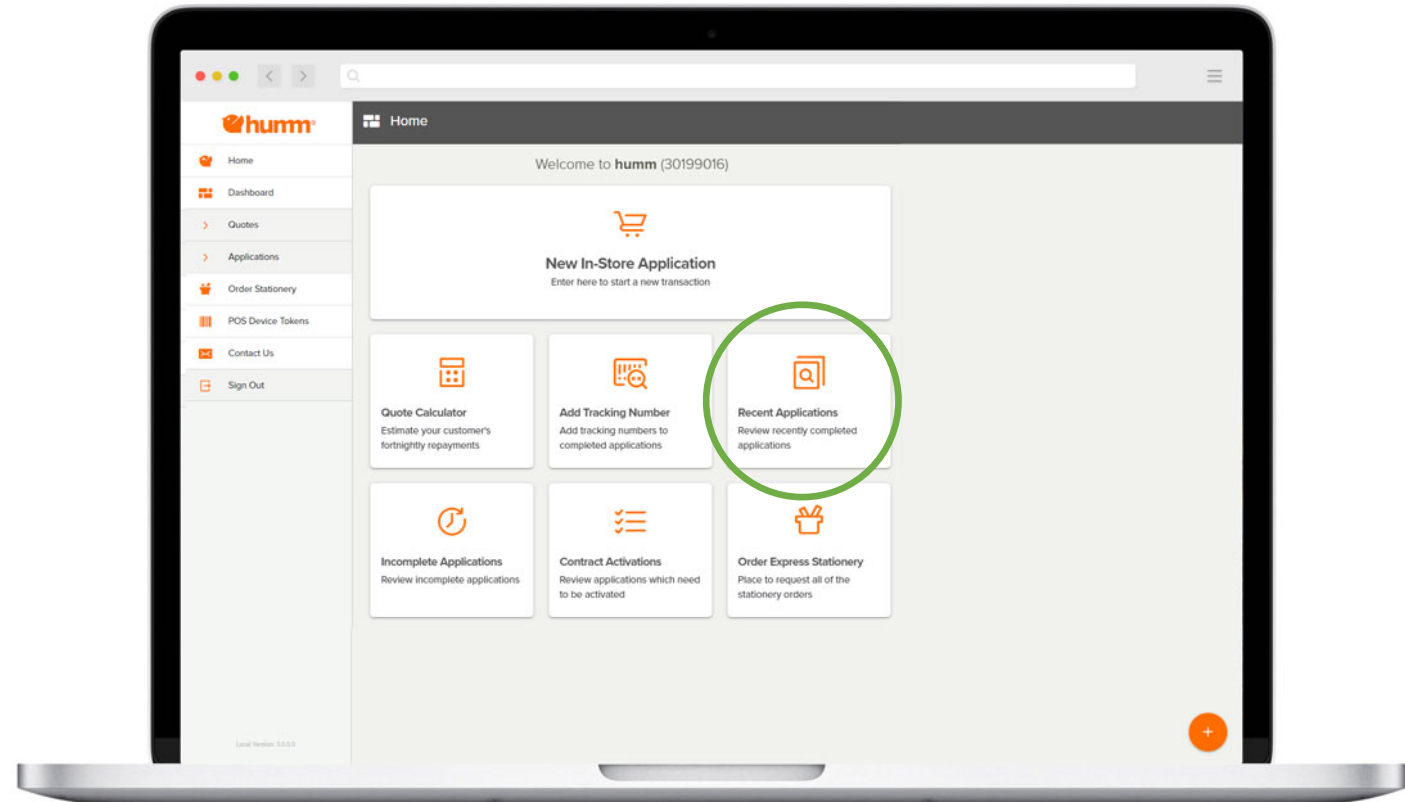 humm®
Home
Dashboard
Quotes
Applications
Order Stationery
POS Device Tokens
Contact Us
Sign Out
Home
Welcome to humm (30199016)
New In-Store Application
Enter here to start a new transaction
Quote Calculator
Estimate your customer's
fortnightly repayments
Add Tracking Number
Add tracking numbers to
completed applications
Recent Applications
Review recently completed
applications
Incomplete Applications
Review incomplete applications
Contract Activations
Review applications which need
to be activated
Order Express Stationery
Place to request all of the
stationery orders